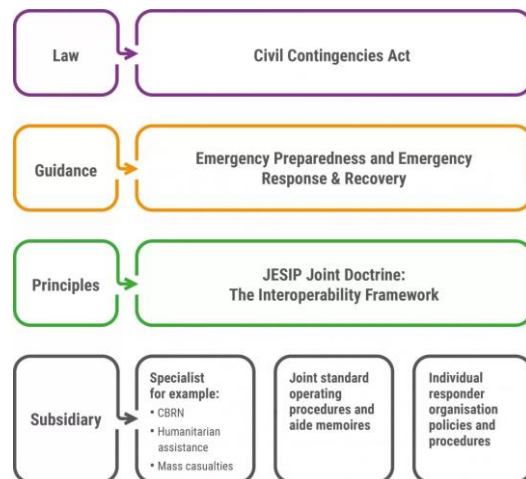 Law
Civil Contingencies Act
Guidance
Emergency Preparedness and Emergency
Response & Recovery
Principles
JESIP Joint Doctrine:
The Interoperability Framework
Subsidiary
Specialist
for example:
• CBRN
• Humanitarian
assistance
• Mass casualties
Joint standard
operating
procedures and
aide memoires
Individual
responder
organisation
policies and
procedures